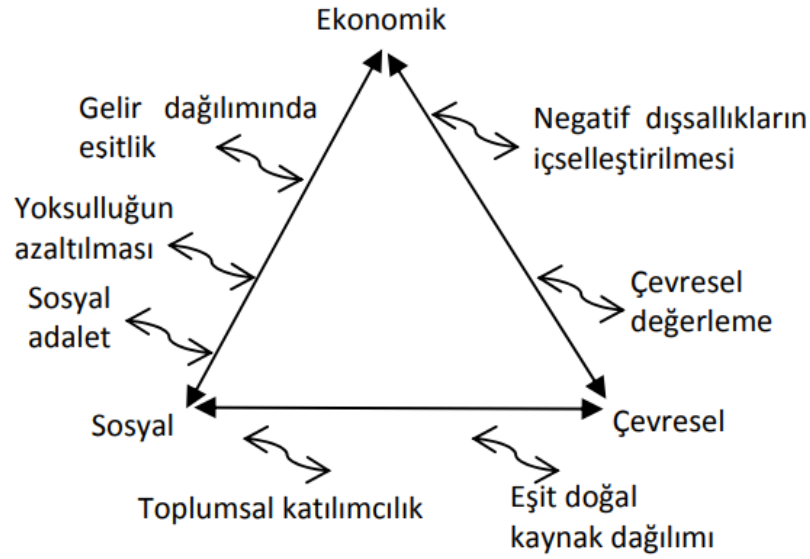 Ekonomik
Gelir dağılımında
eşitlik
Negatif dışsallıkların
içselleştirilmesi
Yoksulluğun
azaltılması
Sosyal
adalet
Çevresel
değerleme
Sosyal
Çevresel
Toplumsal katılımcılık
Eşit doğal
kaynak dağılımı